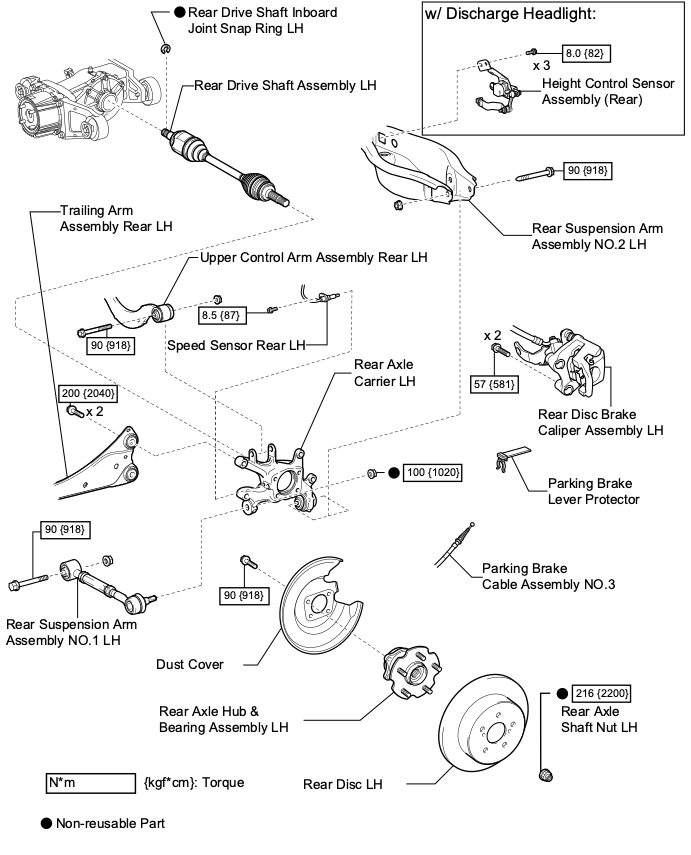 ● Rear Drive Shaft Inboard
Joint Snap Ring LH
w/ Discharge Headlight:
8.0 {82}
x 3
Height Control Sensor
Assembly (Rear)
Rear Drive Shaft Assembly LH
90 {918}
Trailing Arm
Assembly Rear LH
Rear Suspension Arm
Assembly NO.2 LH
Upper Control Arm Assembly Rear LH
8.5 {87}
90 {918}
Speed Sensor Rear LH
x 2
Rear Axle
Carrier LH
57 {581}
200 {2040}
x 2
Rear Disc Brake
Caliper Assembly LH
● 100 {1020}
Parking Brake
Lever Protector
90 {918}
Parking Brake
Cable Assembly NO.3
90 {918}
Rear Suspension Arm
Assembly NO.1 LH
Dust Cover
● 216 {2200}
Rear Axle
Shaft Nut LH
Rear Axle Hub &
Bearing Assembly LH
N*m {kgf*cm}: Torque
Rear Disc LH
● Non-reusable Part